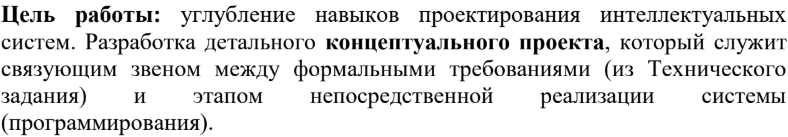 Цель работы: углубление навыков проектирования интеллектуальных
систем. Разработка детального концептуального проекта, который служит
связующим звеном между формальными требованиями (из Технического
задания) и этапом непосредственной реализации системы
(программирования).